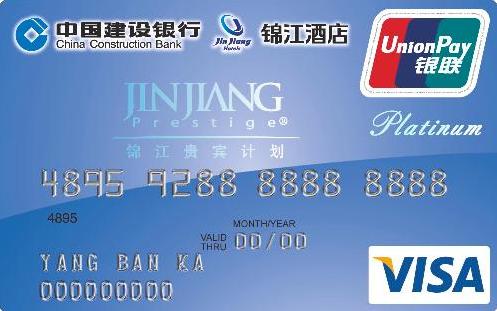 中国建设银行
China Construction Bank
Jin Jiang
Hotels
锦江酒店
UnionPay
银联
JINJIANG
Prestige®
锦江贵宾计划
Platinum
4895 9288 8888 8888
4895
MONTH/YEAR
VALID
THRU
00/00
YANG BAN KA
000000000
VISA